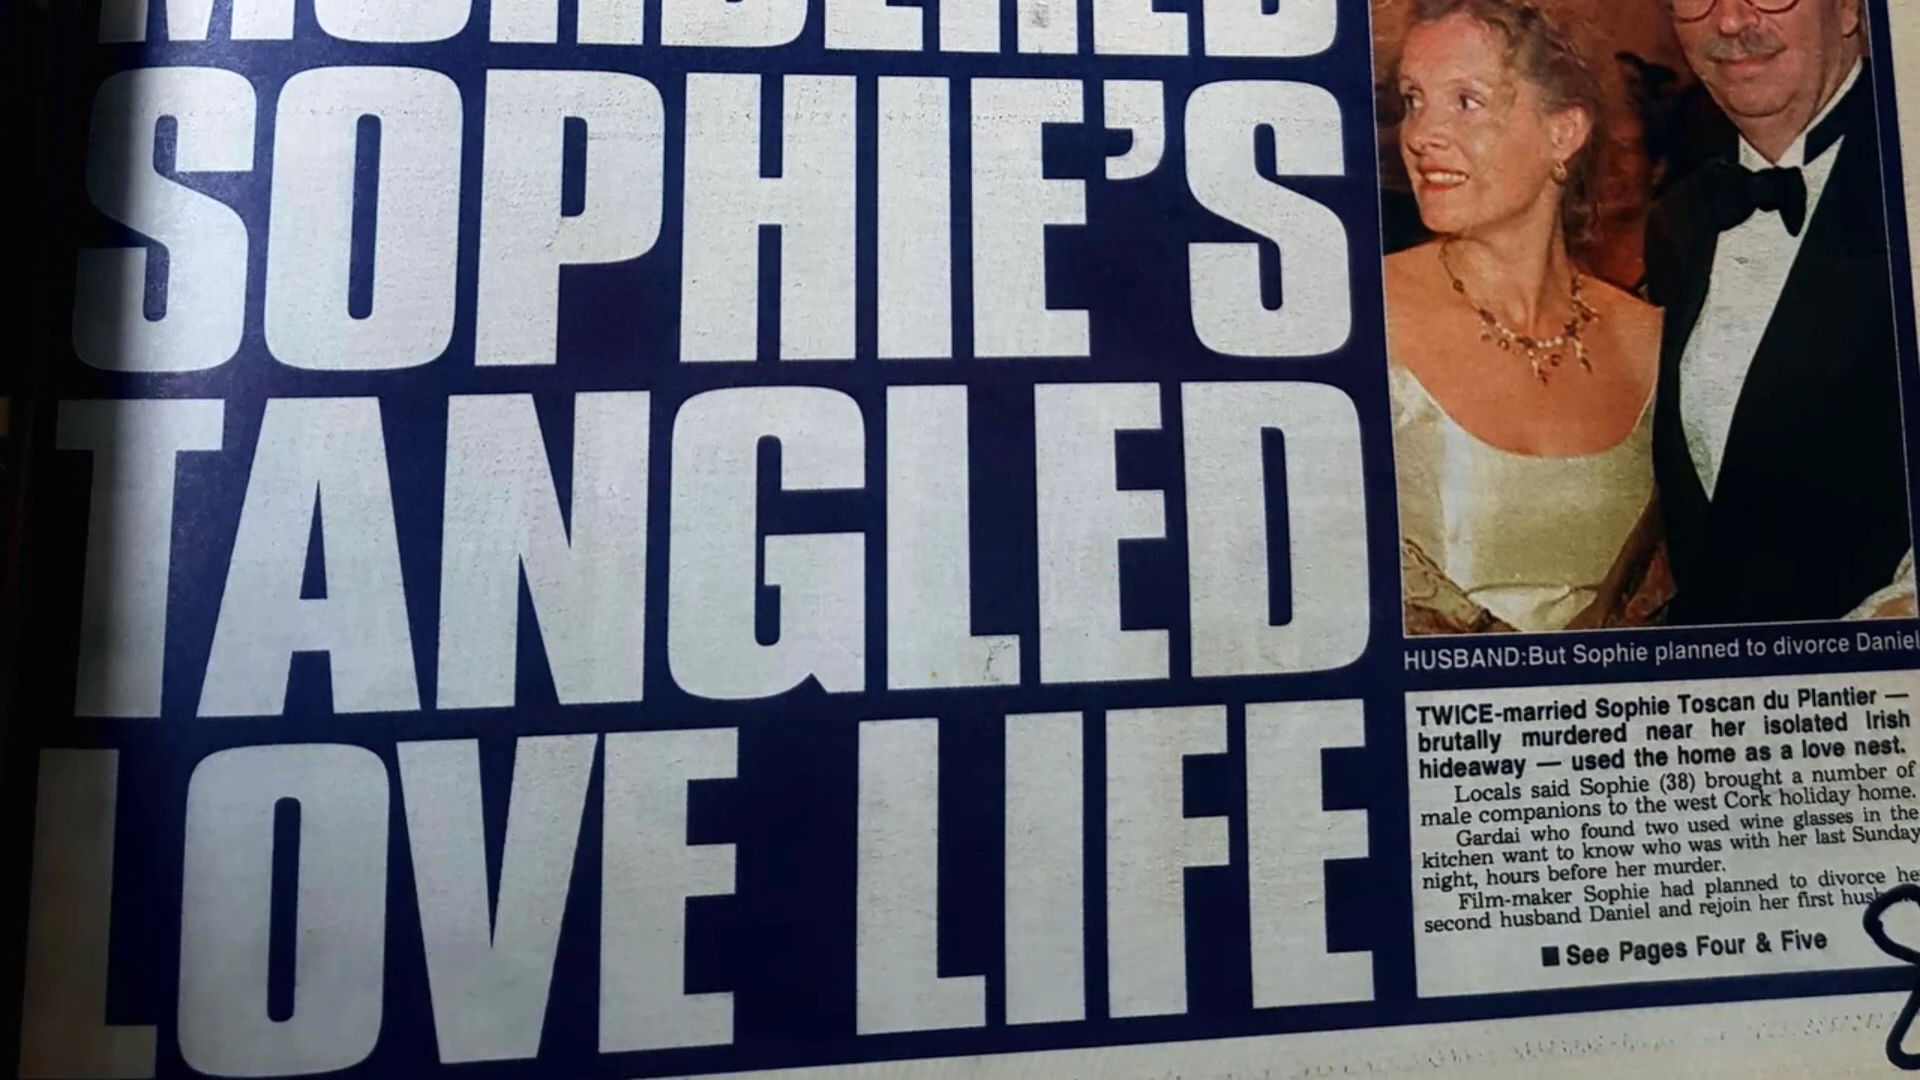 MURDERED
SOPHIE'S
TANGLED
LOVE LIFE
HUSBAND:But Sophie planned to divorce Daniel
TWICE-married Sophie Toscan du Plantier —
brutally murdered near her isolated Irish
hideaway — used the home as a love nest.
Locals said Sophie (38) brought a number of
male companions to the west Cork holiday home.
Gardai who found two used wine glasses in the
kitchen want to know who was with her last Sunday
night, hours before her murder.
Film-maker Sophie had planned to divorce he
second husband Daniel and rejoin her first
■ See Pages Four & Five